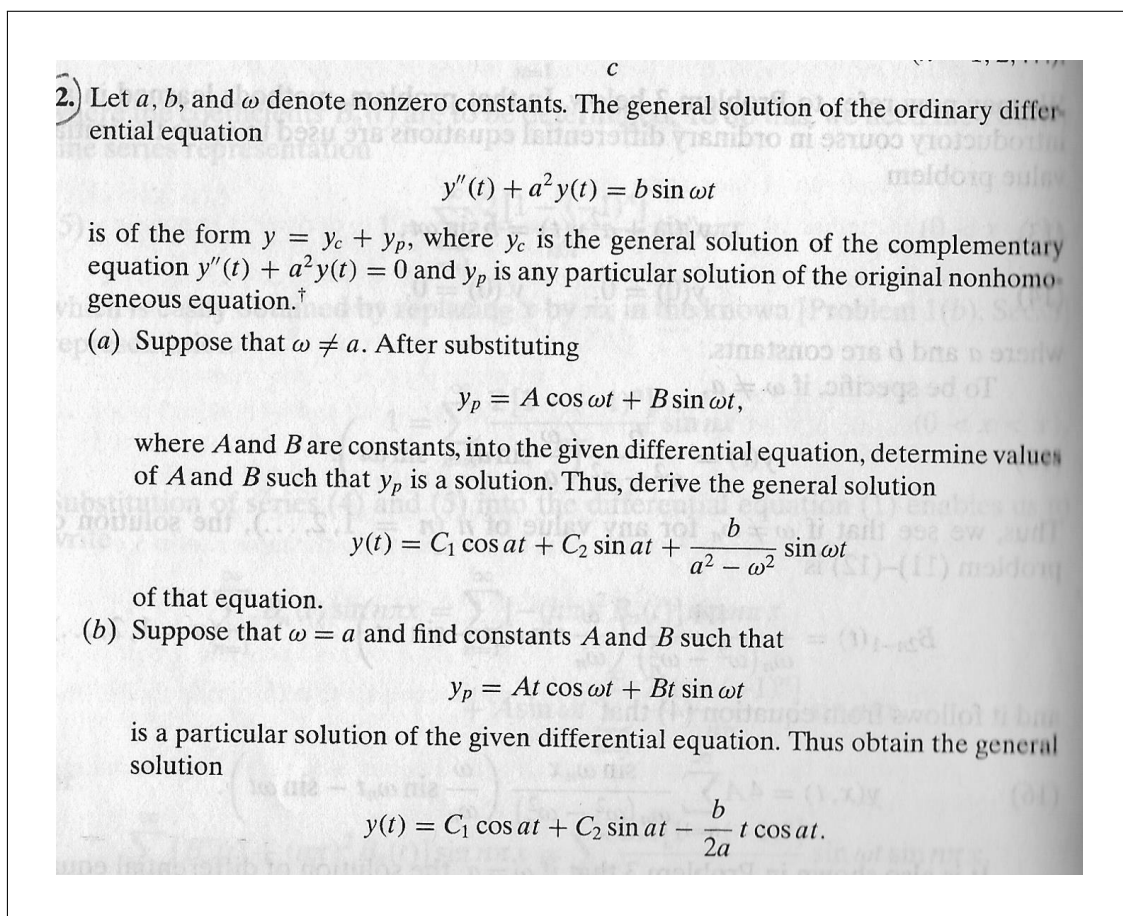 c
2. Let a, b, and ω denote nonzero constants. The general solution of the ordinary differ-
ential equation
y″(t) + a²y(t) = b sin ωt
is of the form y = y_c + y_p, where y_c is the general solution of the complementary
equation y″(t) + a²y(t) = 0 and y_p is any particular solution of the original nonhomo-
geneous equation.†
(a) Suppose that ω ≠ a. After substituting
y_p = A cos ωt + B sin ωt,
where A and B are constants, into the given differential equation, determine values
of A and B such that y_p is a solution. Thus, derive the general solution
y(t) = C₁ cos at + C₂ sin at + b / (a² − ω²) sin ωt
of that equation.
(b) Suppose that ω = a and find constants A and B such that
y_p = At cos ωt + Bt sin ωt
is a particular solution of the given differential equation. Thus obtain the general
solution
y(t) = C₁ cos at + C₂ sin at − b / 2a t cos at.